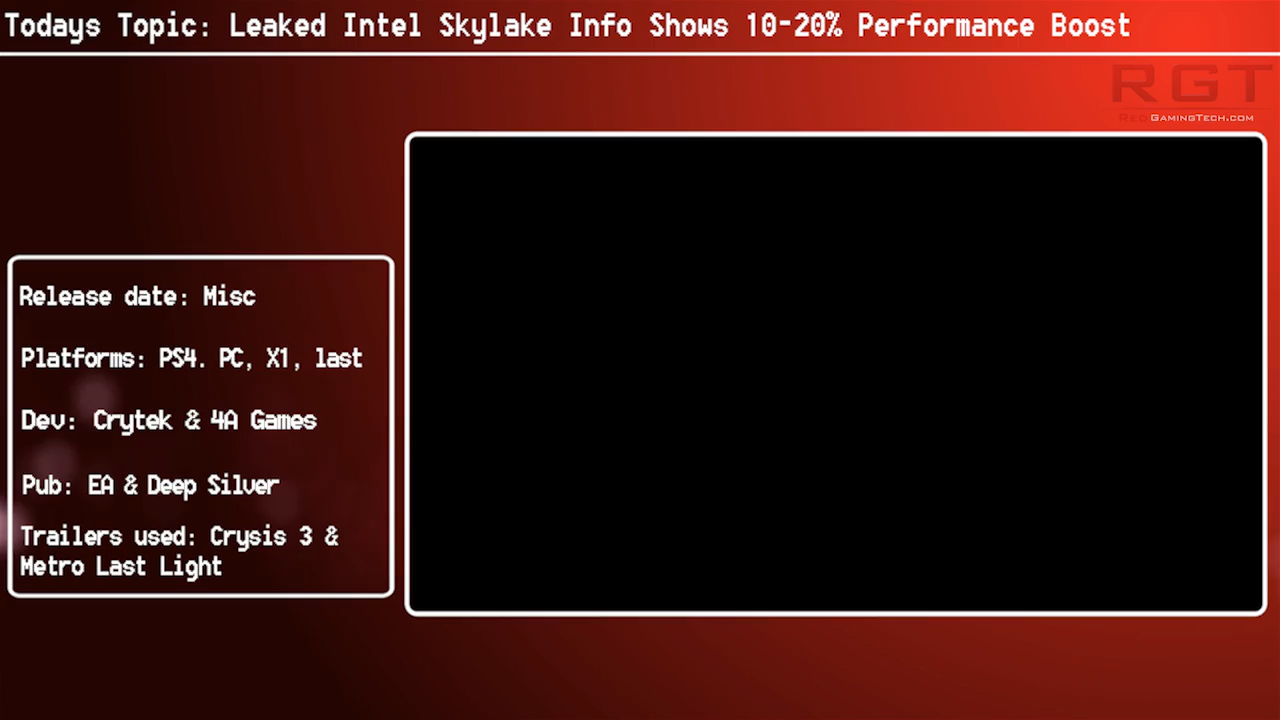 Todays Topic: Leaked Intel Skylake Info Shows 10-20% Performance Boost
RGT
RedGamingTech.com
Release date: Misc
Platforms: PS4. PC, X1, last
Dev: Crytek & 4A Games
Pub: EA & Deep Silver
Trailers used: Crysis 3 &
Metro Last Light